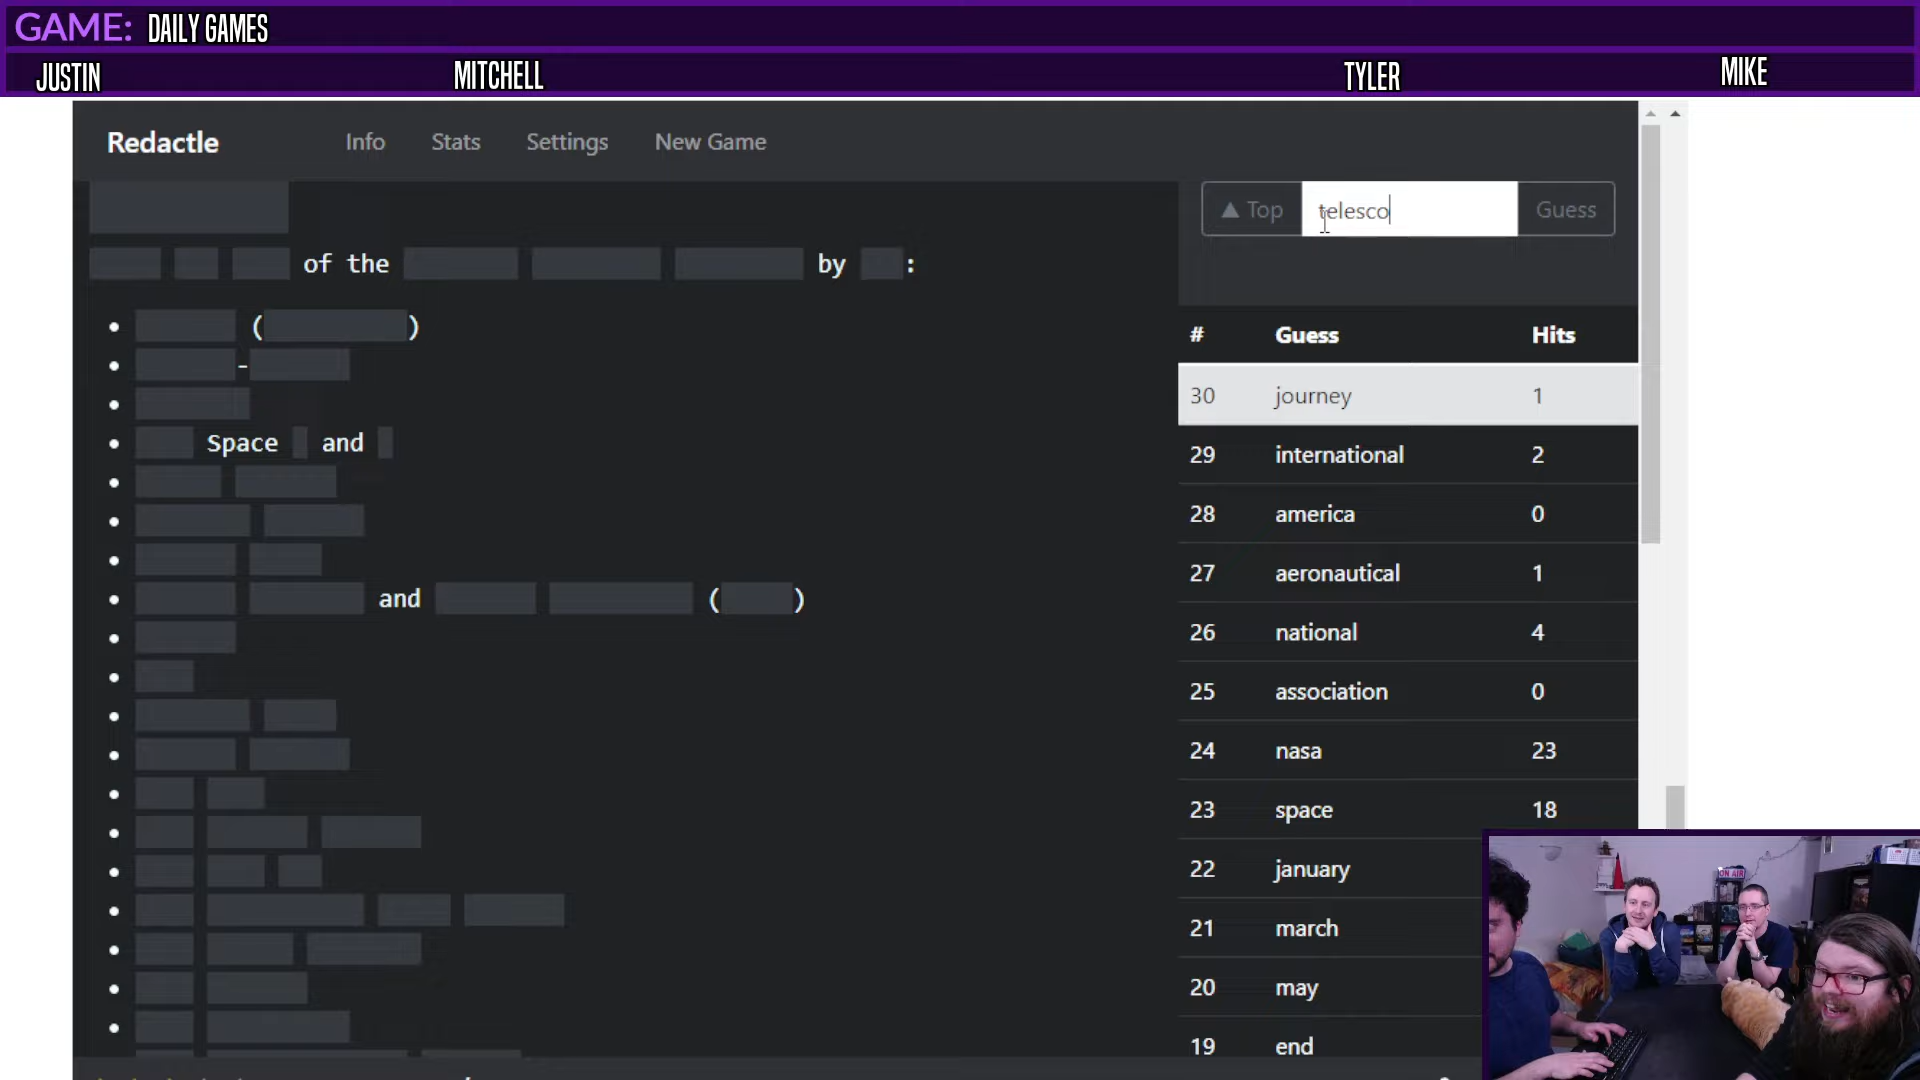 GAME: DAILY GAMES
JUSTIN MITCHELL TYLER MIKE
Redactle Info Stats Settings New Game
▲ Top telesco Guess
of the by :
( )
-
Space and
and ( )
# Guess Hits
30 journey 1
29 international 2
28 america 0
27 aeronautical 1
26 national 4
25 association 0
24 nasa 23
23 space 18
22 january
21 march
20 may
19 end
ON AIR